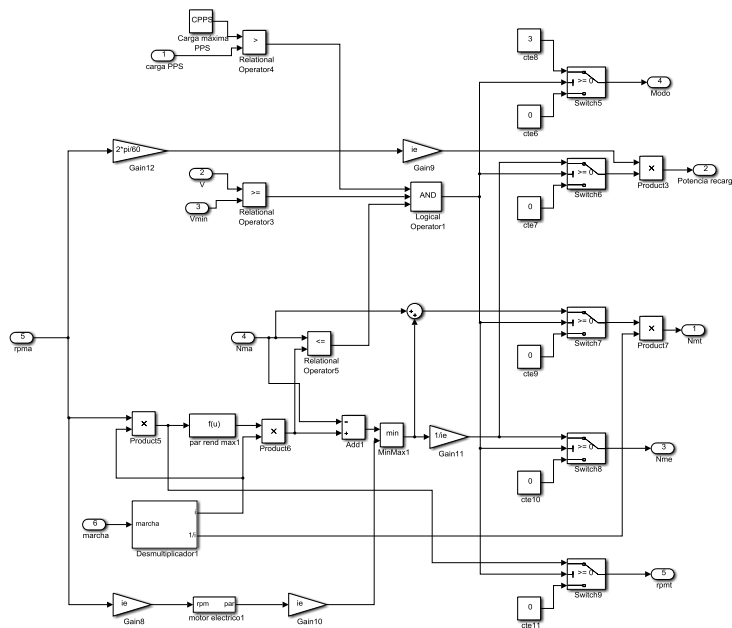 CPPS
Carga maxima
PPS
1
carga PPS
>
Relational
Operator4
3
cte8
>= 0
Switch5
4
Modo
0
cte6
2*pi/60
Gain12
ie
Gain9
2
V
3
Vmin
>=
Relational
Operator3
AND
Logical
Operator1
>= 0
Switch6
×
Product3
2
Potencia recarg
0
cte7
5
rpma
4
Nma
<=
Relational
Operator5
+
+
>= 0
Switch7
×
Product7
1
Nmt
0
cte9
×
Product5
f(u)
par rend max1
×
Product6
-
+
Add1
min
MinMax1
1/ie
Gain11
>= 0
Switch8
3
Nme
0
cte10
6
marcha
marcha
i
1/i
Desmultiplicador1
>= 0
Switch9
5
rpmt
0
cte11
ie
Gain8
rpm par
motor electrico1
ie
Gain10